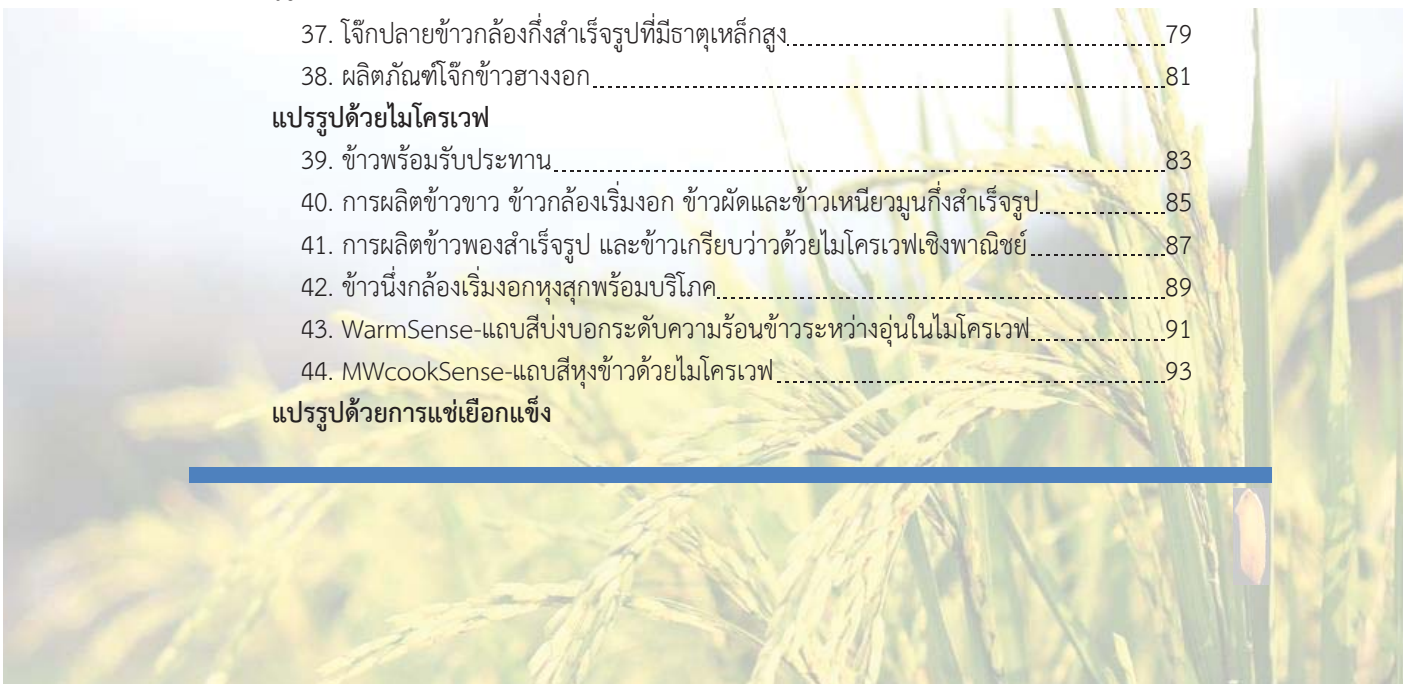 37. โจ๊กปลายข้าวกล้องกึ่งสำเร็จรูปที่มีธาตุเหล็กสูง 79
38. ผลิตภัณฑ์โจ๊กข้าวฮางงอก 81
แปรรูปด้วยไมโครเวฟ
39. ข้าวพร้อมรับประทาน 83
40. การผลิตข้าวขาว ข้าวกล้องเริ่มงอก ข้าวผัดและข้าวเหนียวมูนกึ่งสำเร็จรูป 85
41. การผลิตข้าวพองสำเร็จรูป และข้าวเกรียบว่าวด้วยไมโครเวฟเชิงพาณิชย์ 87
42. ข้าวนึ่งกล้องเริ่มงอกหุงสุกพร้อมบริโภค 89
43. WarmSense-แถบสีบ่งบอกระดับความร้อนข้าวระหว่างอุ่นในไมโครเวฟ 91
44. MWcookSense-แถบสีหุงข้าวด้วยไมโครเวฟ 93
แปรรูปด้วยการแช่เยือกแข็ง